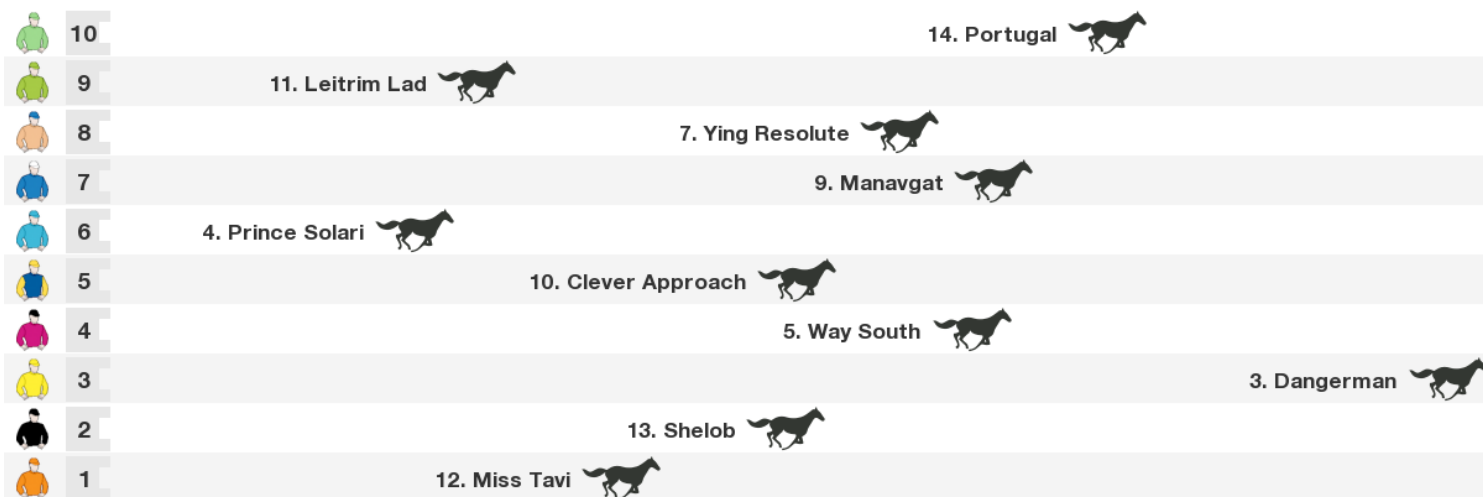 10 14. Portugal
9 11. Leitrim Lad
8 7. Ying Resolute
7 9. Manavgat
6 4. Prince Solari
5 10. Clever Approach
4 5. Way South
3 3. Dangerman
2 13. Shelob
1 12. Miss Tavi